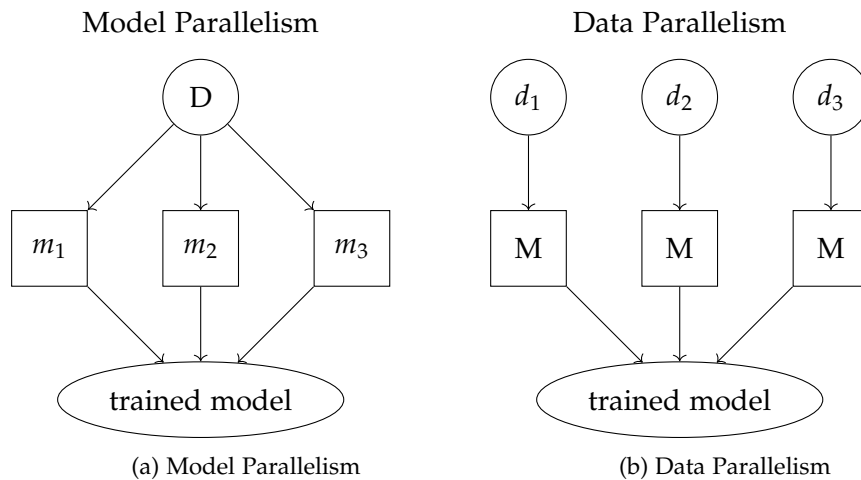 Model Parallelism
D
m₁ m₂ m₃
trained model
(a) Model Parallelism
Data Parallelism
d₁ d₂ d₃
M M M
trained model
(b) Data Parallelism